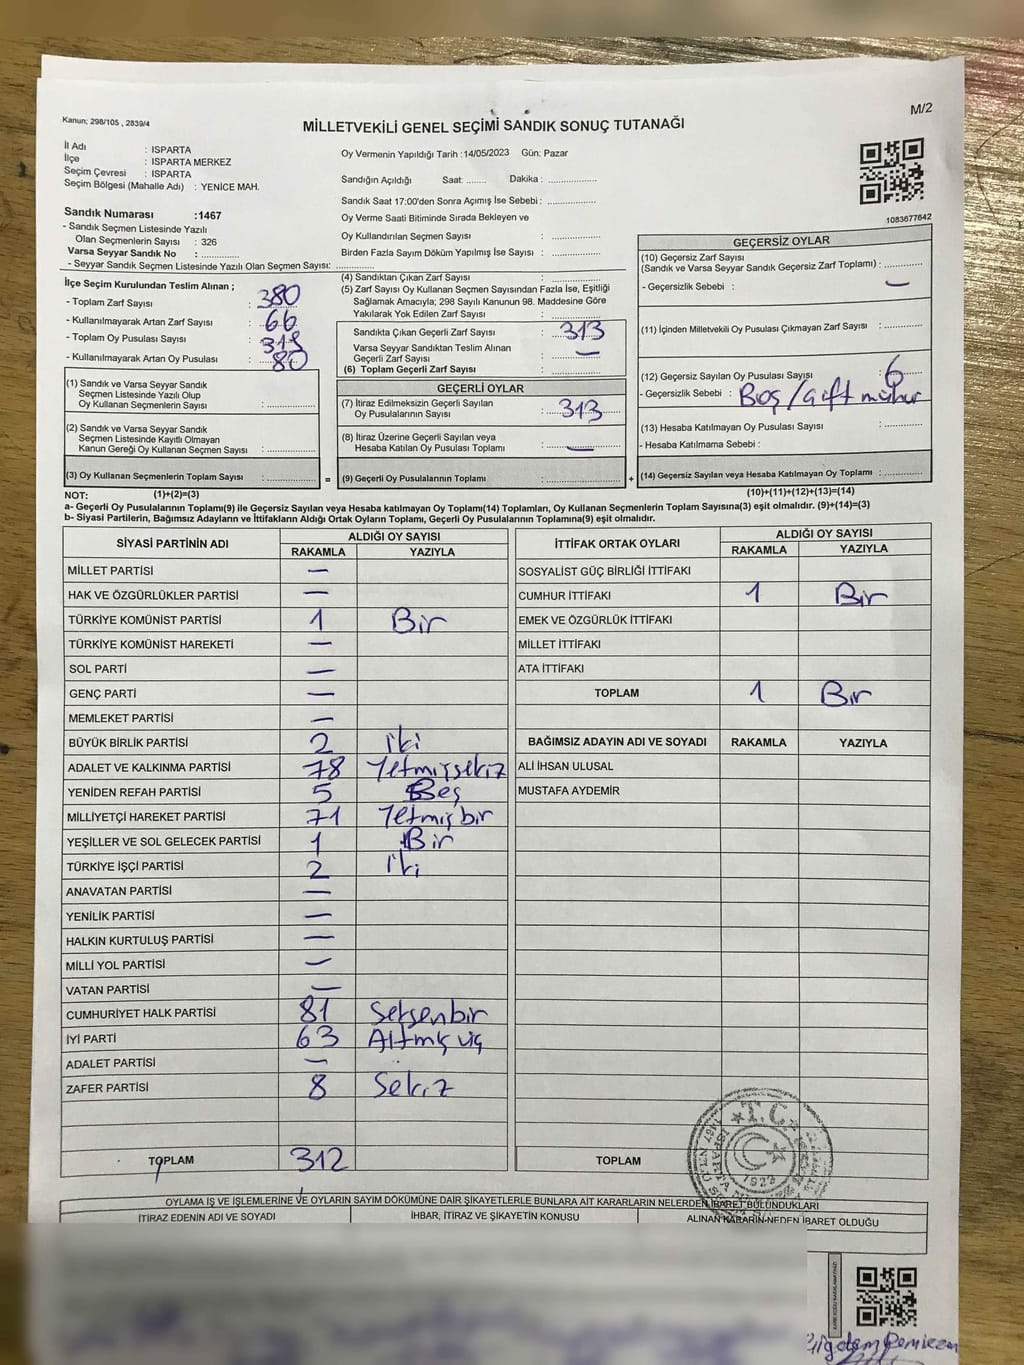 M/2
Kanun; 298/105 , 2839/4
MİLLETVEKİLİ GENEL SEÇİMİ SANDIK SONUÇ TUTANAĞI
İl Adı : ISPARTA
İlçe : ISPARTA MERKEZ
Seçim Çevresi : ISPARTA
Seçim Bölgesi (Mahalle Adı) : YENİCE MAH.
Sandık Numarası :1467
- Sandık Seçmen Listesinde Yazılı
Olan Seçmenlerin Sayısı : 326
Varsa Seyyar Sandık No : ............
- Seyyar Sandık Seçmen Listesinde Yazılı Olan Seçmen Sayısı: ............
Oy Vermenin Yapıldığı Tarih :14/05/2023 Gün: Pazar
Sandığın Açıldığı Saat: ....... Dakika : ................
Sandık Saat 17:00'den Sonra Açımış İse Sebebi : ................
Oy Verme Saati Bitiminde Sırada Bekleyen ve
Oy Kullandırılan Seçmen Sayısı : ................
Birden Fazla Sayım Döküm Yapılmış İse Sayısı : ................
1083677642
İlçe Seçim Kurulundan Teslim Alınan ;
- Toplam Zarf Sayısı : 380
- Kullanılmayarak Artan Zarf Sayısı : 66
- Toplam Oy Pusulası Sayısı :
- Kullanılmayarak Artan Oy Pusulası : 80
(1) Sandık ve Varsa Seyyar Sandık
Seçmen Listesinde Yazılı Olup
Oy Kullanan Seçmenlerin Sayısı : ................
(2) Sandık ve Varsa Seyyar Sandık
Seçmen Listesinde Kayıtlı Olmayan
Kanun Gereği Oy Kullanan Seçmen Sayısı : ................
(3) Oy Kullanan Seçmenlerin Toplam Sayısı : ................ =
(4) Sandıktan Çıkan Zarf Sayısı : ................
(5) Zarf Sayısı Oy Kullanan Seçmen Sayısından Fazla İse, Eşitliği
Sağlamak Amacıyla; 298 Sayılı Kanunun 98. Maddesine Göre
Yakılarak Yok Edilen Zarf Sayısı : ................
Sandıkta Çıkan Geçerli Zarf Sayısı : 313
Varsa Seyyar Sandıktan Teslim Alınan
Geçerli Zarf Sayısı : —
(6) Toplam Geçerli Zarf Sayısı : ................
GEÇERLİ OYLAR
(7) İtiraz Edilmeksizin Geçerli Sayılan
Oy Pusulalarının Sayısı : 313
(8) İtiraz Üzerine Geçerli Sayılan veya
Hesaba Katılan Oy Pusulası Toplamı : —
(9) Geçerli Oy Pusulalarının Toplamı : ................ +
GEÇERSİZ OYLAR
(10) Geçersiz Zarf Sayısı
(Sandık ve Varsa Seyyar Sandık Geçersiz Zarf Toplamı) : ............
- Geçersizlik Sebebi : —
(11) İçinden Milletvekili Oy Pusulası Çıkmayan Zarf Sayısı : ............
(12) Geçersiz Sayılan Oy Pusulası Sayısı : 6
- Geçersizlik Sebebi : Boş/çift mühür
(13) Hesaba Katılmayan Oy Pusulası Sayısı : ............
- Hesaba Katılmama Sebebi :
(14) Geçersiz Sayılan veya Hesaba Katılmayan Oy Toplamı : ............
NOT: (1)+(2)=(3) (10)+(11)+(12)+(13)=(14)
a- Geçerli Oy Pusulalarının Toplamı(9) ile Geçersiz Sayılan veya Hesaba katılmayan Oy Toplamı(14) Toplamları, Oy Kullanan Seçmenlerin Toplam Sayısına(3) eşit olmalıdır. (9)+(14)=(3)
b- Siyasi Partilerin, Bağımsız Adayların ve İttifakların Aldığı Ortak Oyların Toplamı, Geçerli Oy Pusulalarının Toplamına(9) eşit olmalıdır.
SİYASİ PARTİNİN ADI ALDIĞI OY SAYISI
RAKAMLA YAZIYLA
MİLLET PARTİSİ —
HAK VE ÖZGÜRLÜKLER PARTİSİ —
TÜRKİYE KOMÜNİST PARTİSİ 1 Bir
TÜRKİYE KOMÜNİST HAREKETİ —
SOL PARTİ —
GENÇ PARTİ —
MEMLEKET PARTİSİ —
BÜYÜK BİRLİK PARTİSİ 2 iki
ADALET VE KALKINMA PARTİSİ 78 Yetmişsekiz
YENİDEN REFAH PARTİSİ 5 Beş
MİLLİYETÇİ HAREKET PARTİSİ 71 Yetmişbir
YEŞİLLER VE SOL GELECEK PARTİSİ 1 Bir
TÜRKİYE İŞÇİ PARTİSİ 2 iki
ANAVATAN PARTİSİ —
YENİLİK PARTİSİ —
HALKIN KURTULUŞ PARTİSİ —
MİLLİ YOL PARTİSİ —
VATAN PARTİSİ —
CUMHURİYET HALK PARTİSİ 81 Seksenbir
İYİ PARTİ 63 Altmış üç
ADALET PARTİSİ —
ZAFER PARTİSİ 8 Sekiz
TOPLAM 312
İTTİFAK ORTAK OYLARI ALDIĞI OY SAYISI
RAKAMLA YAZIYLA
SOSYALİST GÜÇ BİRLİĞİ İTTİFAKI
CUMHUR İTTİFAKI 1 Bir
EMEK VE ÖZGÜRLÜK İTTİFAKI
MİLLET İTTİFAKI
ATA İTTİFAKI
TOPLAM 1 Bir
BAĞIMSIZ ADAYIN ADI VE SOYADI RAKAMLA YAZIYLA
ALİ İHSAN ULUSAL
MUSTAFA AYDEMİR
TOPLAM
T.C.
1923
OYLAMA İŞ VE İŞLEMLERİNE VE OYLARIN SAYIM DÖKÜMÜNE DAİR ŞİKAYETLERLE BUNLARA AİT KARARLARIN NELERDEN İBARET BULUNDUKLARI
İTİRAZ EDENİN ADI VE SOYADI İHBAR, İTİRAZ VE ŞİKAYETİN KONUSU ALINAN KARARIN NEDEN İBARET OLDUĞU